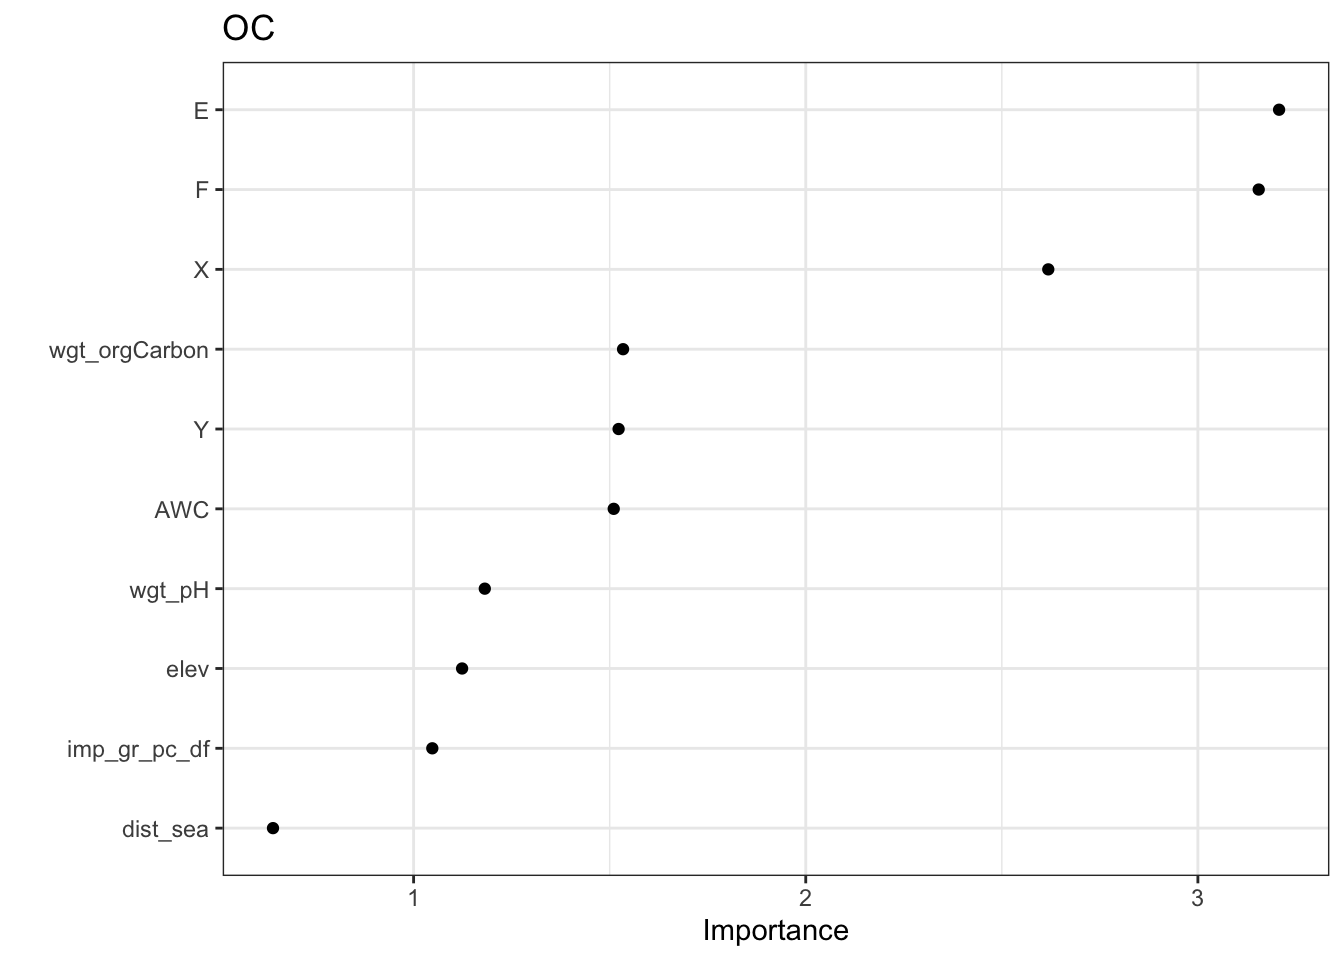 OC
E
F
X
wgt_orgCarbon
Y
AWC
wgt_pH
elev
imp_gr_pc_df
dist_sea
1 2 3
Importance